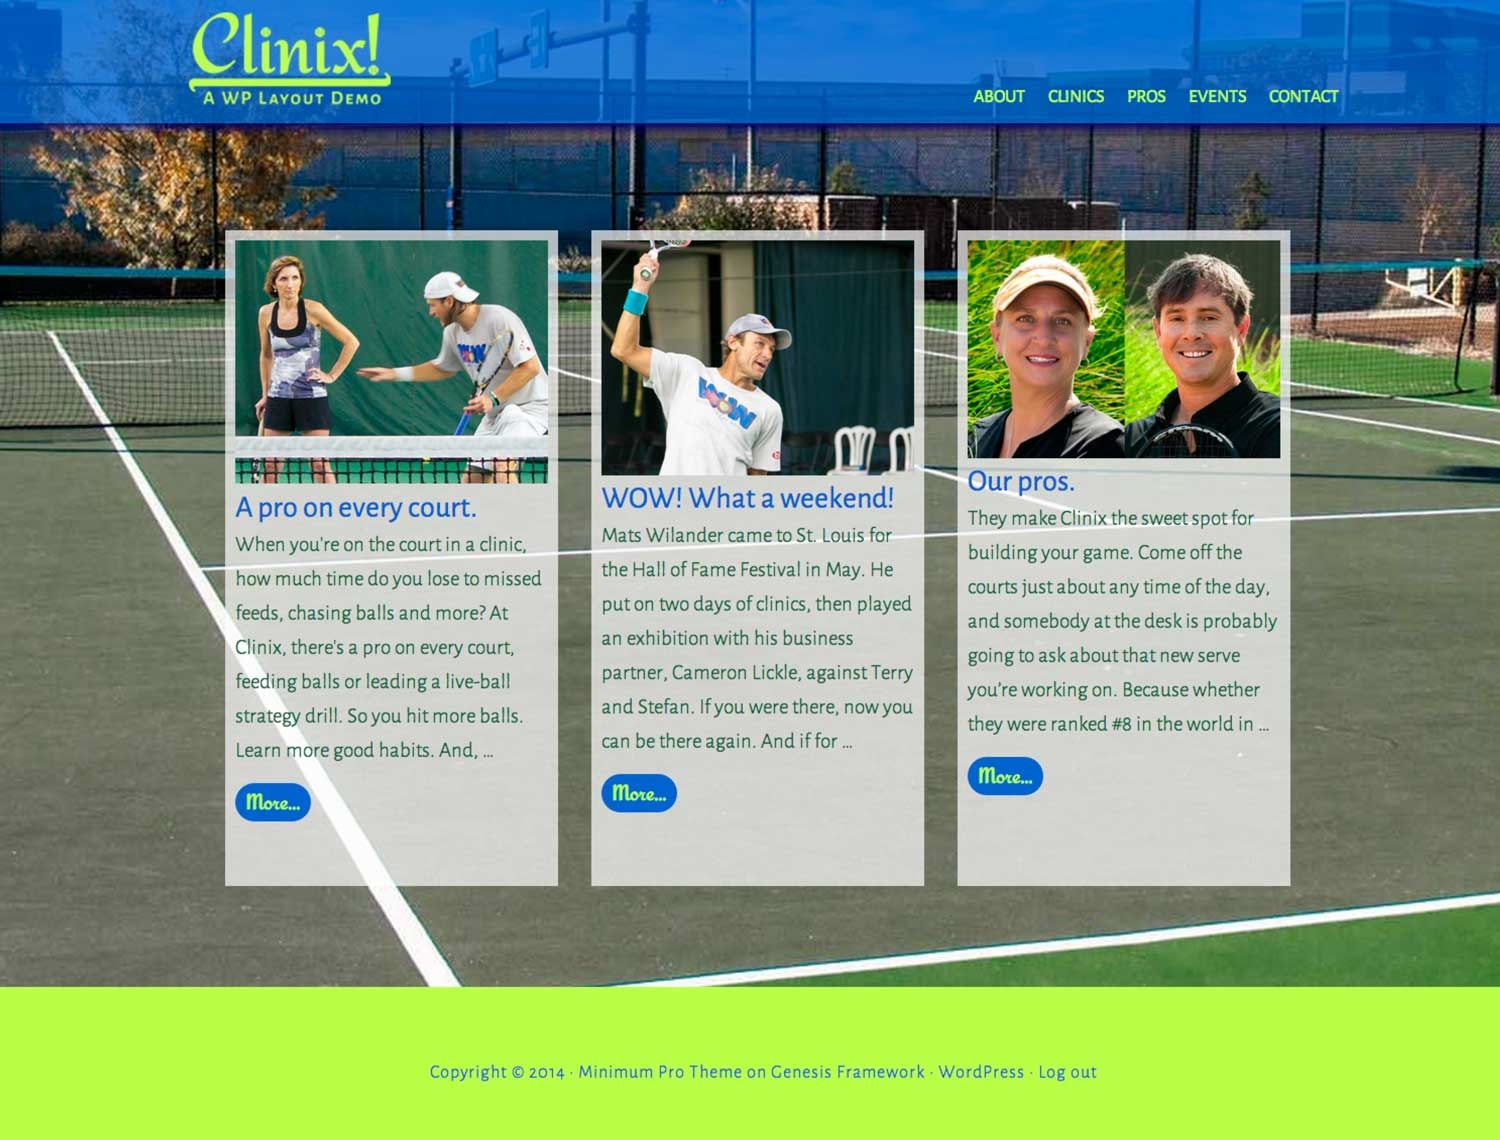 Clinix!
A WP LAYOUT DEMO
ABOUT CLINICS PROS EVENTS CONTACT
WOW
WOW
A pro on every court.
When you're on the court in a clinic,
how much time do you lose to missed
feeds, chasing balls and more? At
Clinix, there's a pro on every court,
feeding balls or leading a live-ball
strategy drill. So you hit more balls.
Learn more good habits. And, ...
More...
WOW! What a weekend!
Mats Wilander came to St. Louis for
the Hall of Fame Festival in May. He
put on two days of clinics, then played
an exhibition with his business
partner, Cameron Lickle, against Terry
and Stefan. If you were there, now you
can be there again. And if for ...
More...
Our pros.
They make Clinix the sweet spot for
building your game. Come off the
courts just about any time of the day,
and somebody at the desk is probably
going to ask about that new serve
you’re working on. Because whether
they were ranked #8 in the world in ...
More...
Copyright © 2014 · Minimum Pro Theme on Genesis Framework · WordPress · Log out